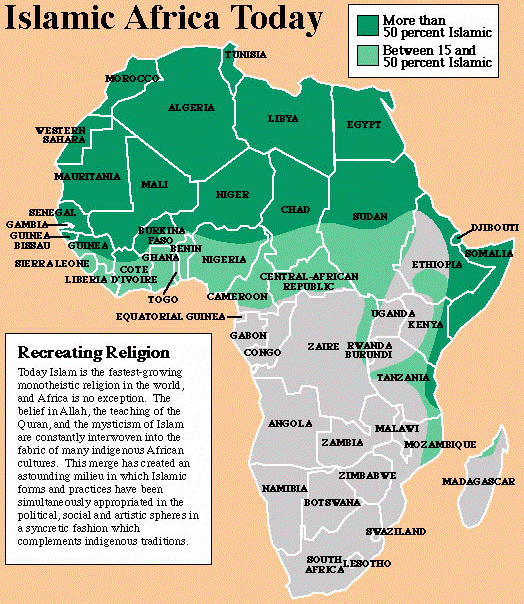 Islamic Africa Today
More than
50 percent Islamic
Between 15 and
50 percent Islamic
TUNISIA
MOROCCO
ALGERIA
LIBYA
EGYPT
WESTERN
SAHARA
MAURITANIA
MALI
NIGER
CHAD
SUDAN
SENEGAL
GAMBIA
GUINEA
BISSAU
GUINEA
BURKINA
FASO
BENIN
NIGERIA
DJIBOUTI
SOMALIA
ETHIOPIA
SIERRA LEONE
GHANA
COTE
D'IVOIRE
LIBERIA
TOGO
CENTRAL-AFRICAN
REPUBLIC
CAMEROON
EQUATORIAL GUINEA
UGANDA
KENYA
GABON
CONGO
ZAIRE
RWANDA
BURUNDI
TANZANIA
ANGOLA
MALAWI
ZAMBIA
MOZAMBIQUE
ZIMBABWE
MADAGASCAR
NAMIBIA
BOTSWANA
SWAZILAND
SOUTH
AFRICA
LESOTHO
Recreating Religion
Today Islam is the fastest-growing
monotheistic religion in the world,
and Africa is no exception. The
belief in Allah, the teaching of the
Quran, and the mysticism of Islam
are constantly interwoven into the
fabric of many indigenous African
cultures. This merge has created an
astounding milieu in which Islamic
forms and practices have been
simultaneously appropriated in the
political, social and artistic spheres in
a syncretic fashion which
complements indigenous traditions.